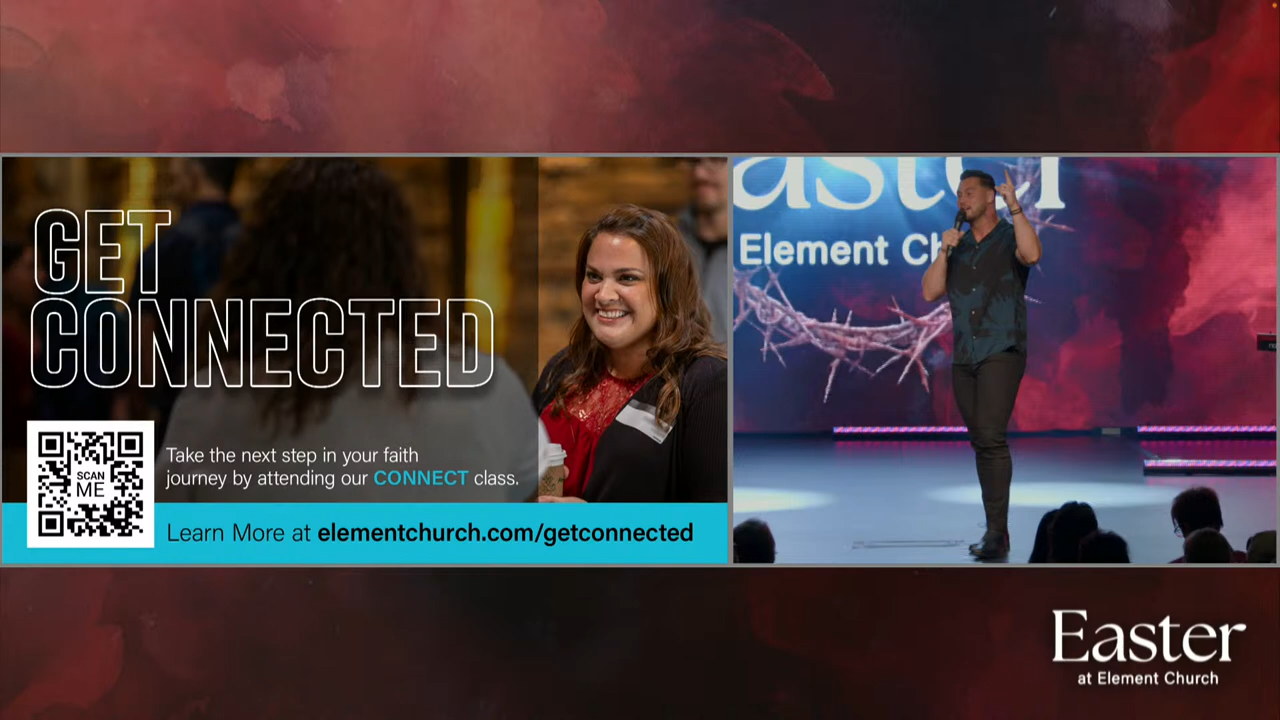 GET
CONNECTED
SCAN
ME
Take the next step in your faith
journey by attending our CONNECT class.
Learn More at elementchurch.com/getconnected
aster
Element Ch
Easter
at Element Church